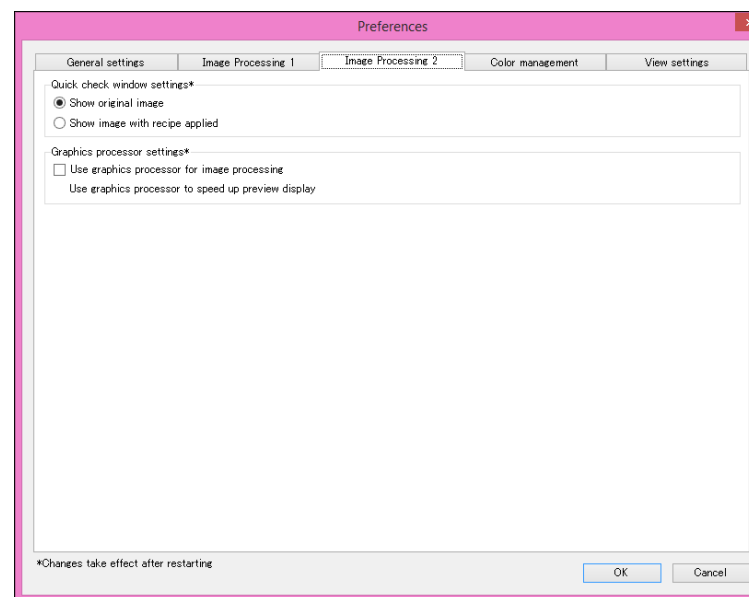 Preferences
General settings Image Processing 1 Image Processing 2 Color management View settings
Quick check window settings*
Show original image
Show image with recipe applied
Graphics processor settings*
Use graphics processor for image processing
Use graphics processor to speed up preview display
*Changes take effect after restarting
OK Cancel